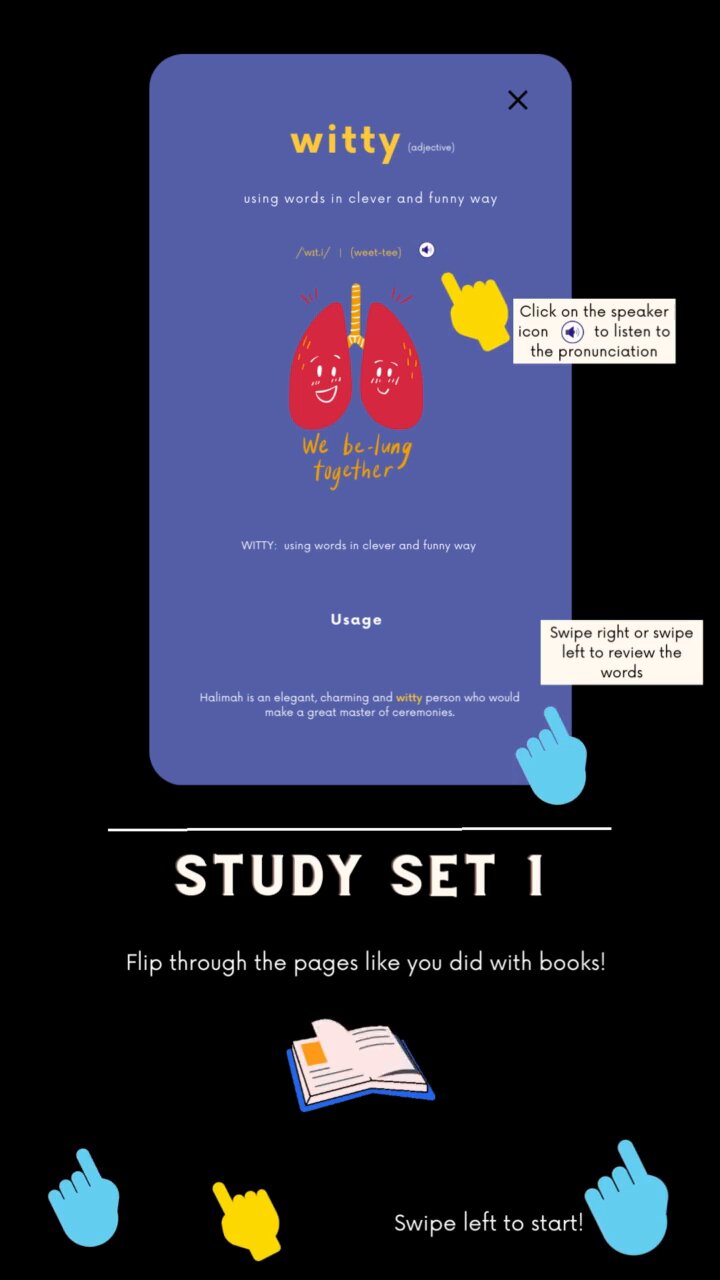 witty (adjective)
using words in clever and funny way
/'wɪt.i/ | (weet-tee)
Click on the speaker
icon to listen to
the pronunciation
We be-lung
together
WITTY: using words in clever and funny way
Usage
Swipe right or swipe
left to review the
words
Halimah is an elegant, charming and witty person who would
make a great master of ceremonies.
STUDY SET 1
Flip through the pages like you did with books!
Swipe left to start!